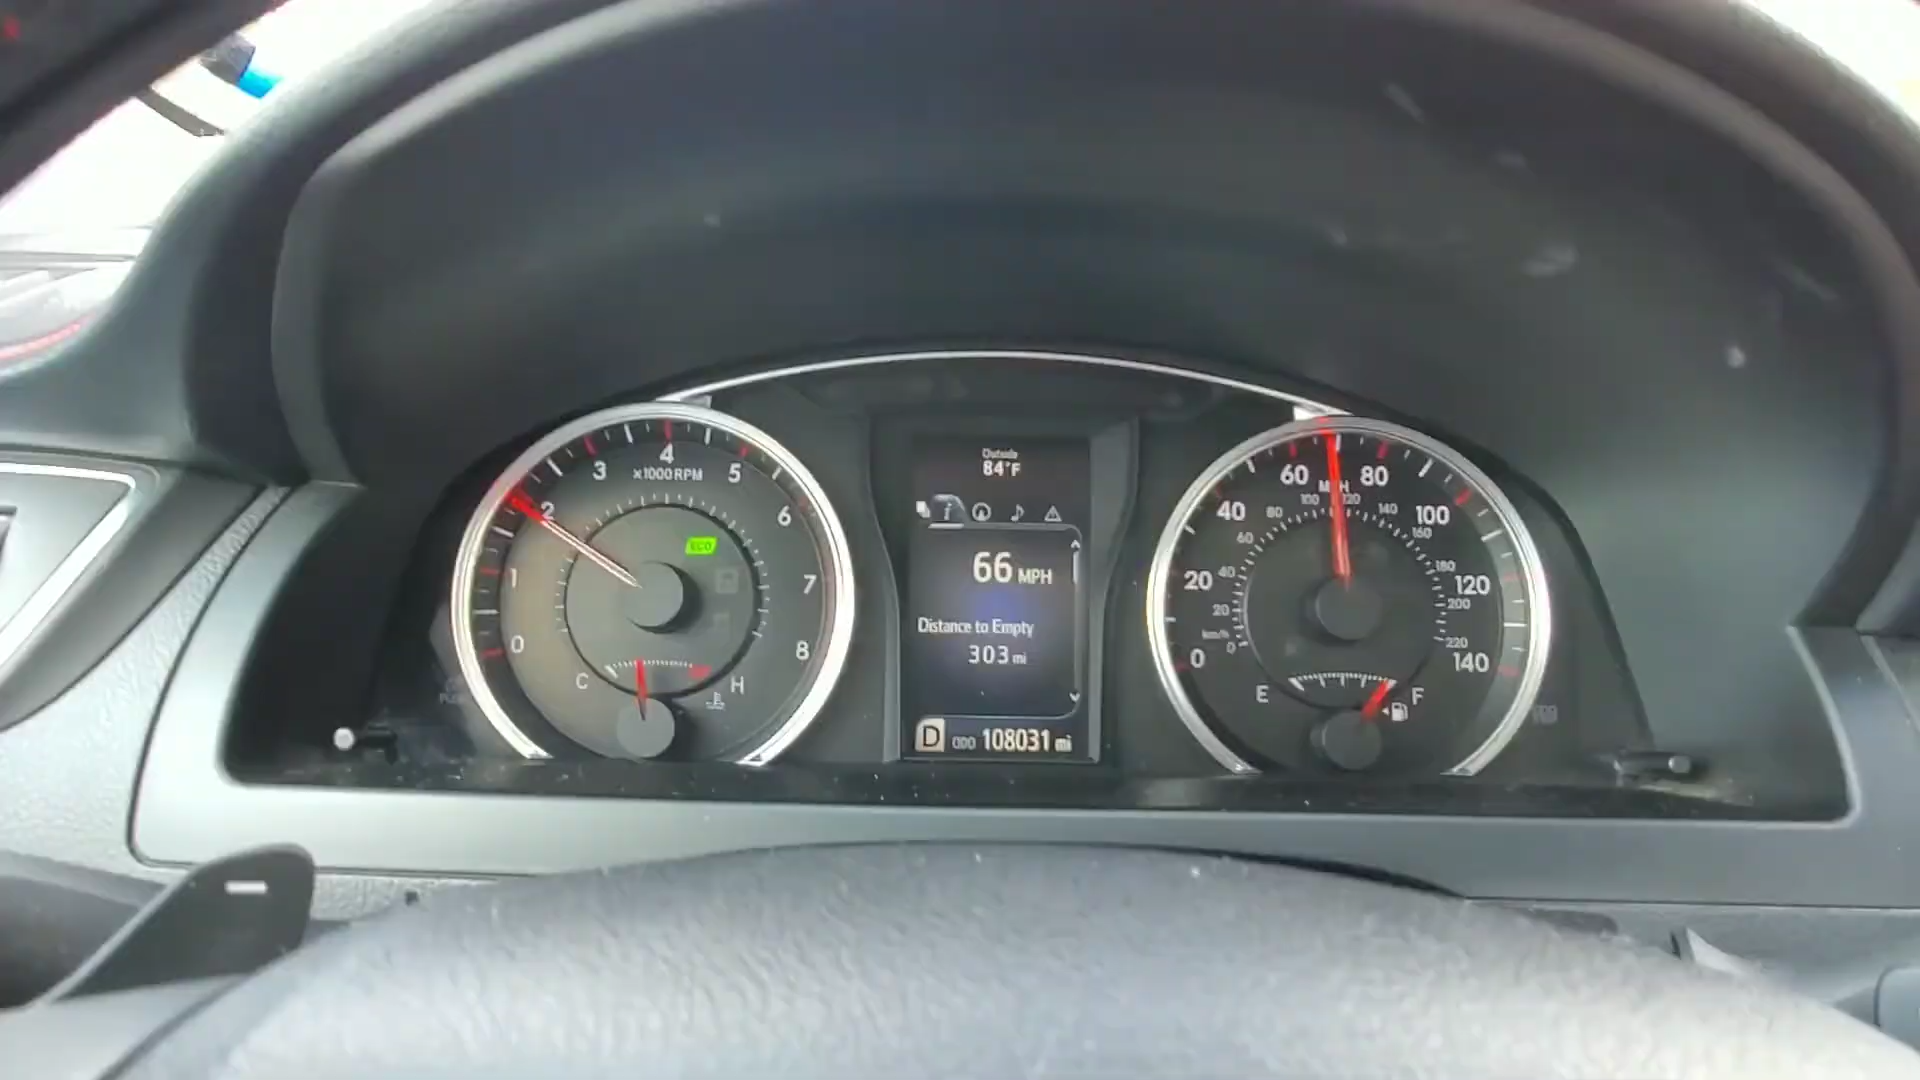 0
1
2
3
4
5
6
7
8
x1000RPM
ECO
C
H
Outside
84°F
i
66 MPH
Distance to Empty
303 mi
D
ODO 108031 mi
0
20
40
60
80
100
120
140
km/h
0
20
40
60
80
100
120
140
160
180
200
220
E
F